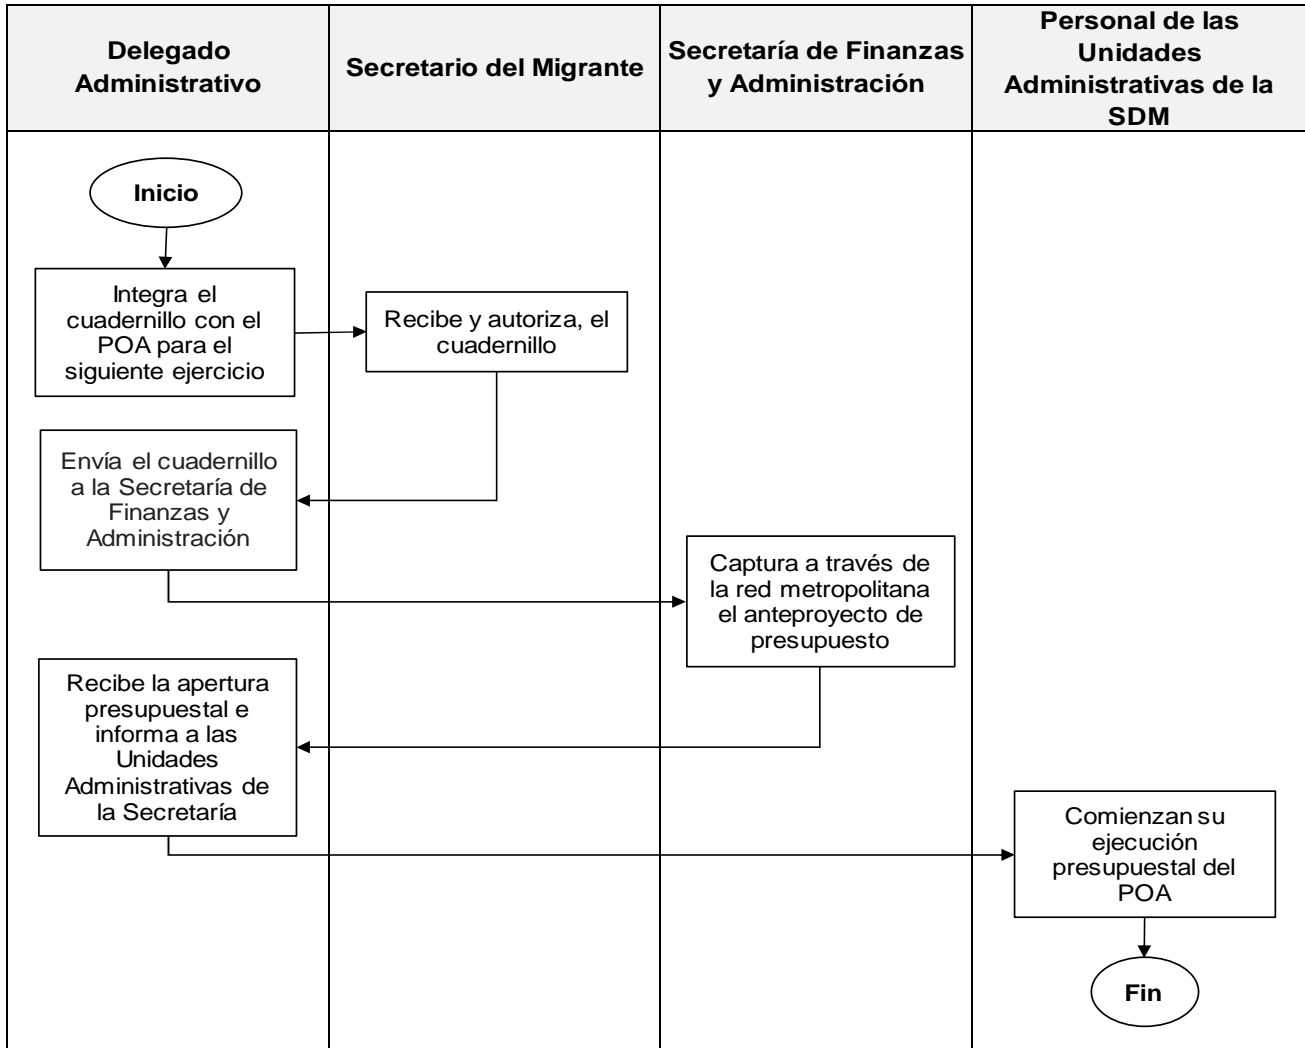 Delegado
Administrativo
Secretario del Migrante
Secretaría de Finanzas
y Administración
Personal de las
Unidades
Administrativas de la
SDM
Inicio
Integra el
cuadernillo con el
POA para el
siguiente ejercicio
Recibe y autoriza, el
cuadernillo
Envía el cuadernillo
a la Secretaría de
Finanzas y
Administración
Captura a través de
la red metropolitana
el anteproyecto de
presupuesto
Recibe la apertura
presupuestal e
informa a las
Unidades
Administrativas de
la Secretaría
Comienzan su
ejecución
presupuestal del
POA
Fin